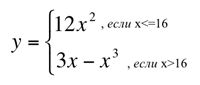 12x², если x<=16
y = {
3x − x³, если x>16